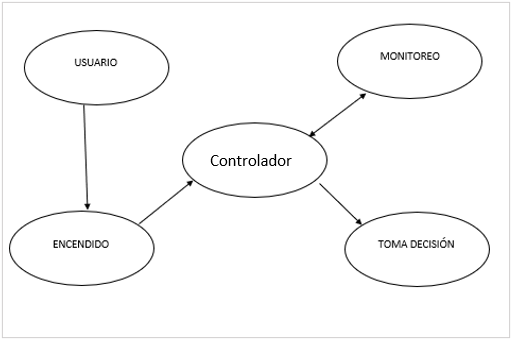 USUARIO
MONITOREO
Controlador
ENCENDIDO
TOMA DECISIÓN